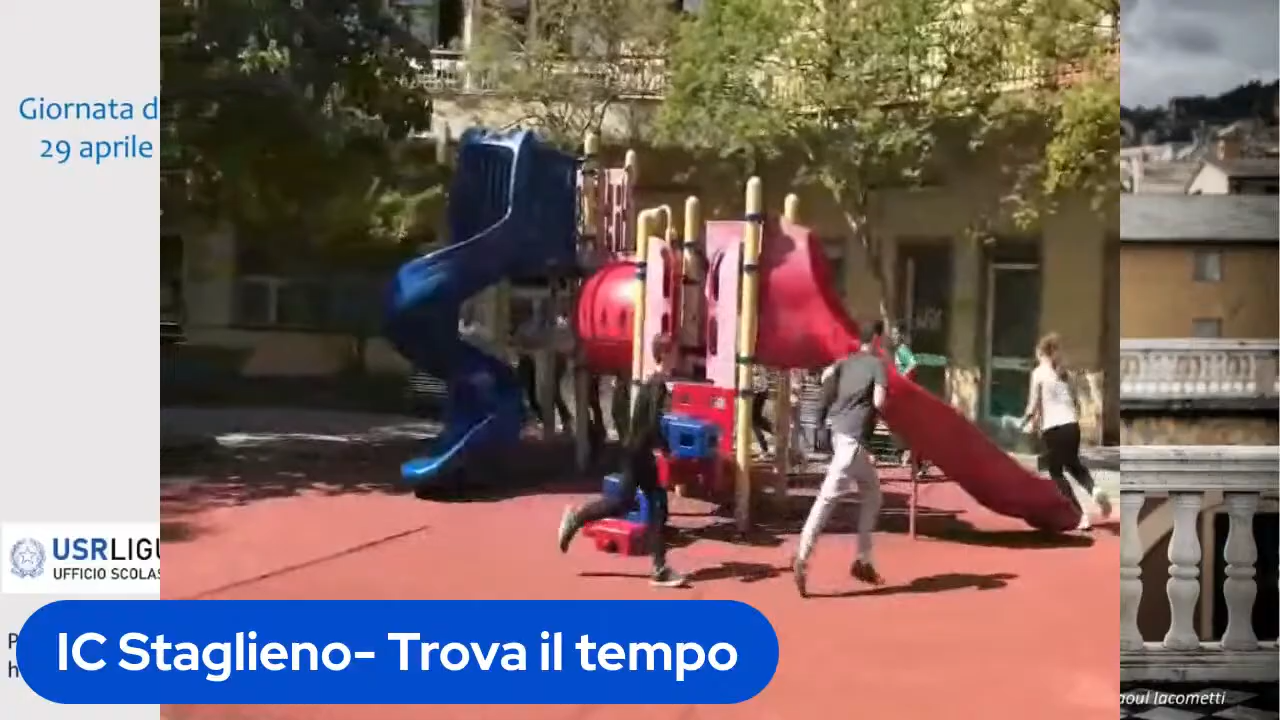 Giornata d
29 aprile
USRLIGU
UFFICIO SCOLAS
P
h
IC Staglieno- Trova il tempo
aoul Iacometti